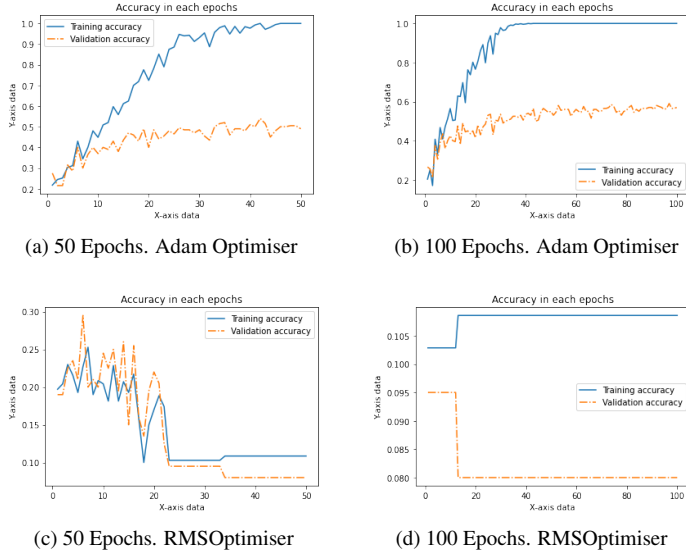 Accuracy in each epochs
Training accuracy
Validation accuracy
1.0
0.9
0.8
0.7
0.6
0.5
0.4
0.3
0.2
Y-axis data
0 10 20 30 40 50
X-axis data
(a) 50 Epochs. Adam Optimiser
Accuracy in each epochs
1.0
0.8
0.6
0.4
0.2
Y-axis data
Training accuracy
Validation accuracy
0 20 40 60 80 100
X-axis data
(b) 100 Epochs. Adam Optimiser
Accuracy in each epochs
Training accuracy
Validation accuracy
0.30
0.25
0.20
0.15
0.10
Y-axis data
0 10 20 30 40 50
X-axis data
(c) 50 Epochs. RMSOptimiser
Accuracy in each epochs
0.105
0.100
0.095
0.090
0.085
0.080
Y-axis data
Training accuracy
Validation accuracy
0 20 40 60 80 100
X-axis data
(d) 100 Epochs. RMSOptimiser